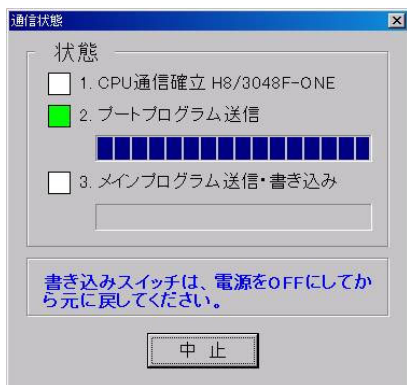 通信状態
状態
1. CPU通信確立 H8/3048F-ONE
2. ブートプログラム送信
3. メインプログラム送信・書き込み
書き込みスイッチは、電源をOFFにしてか
ら元に戻してください。
中 止